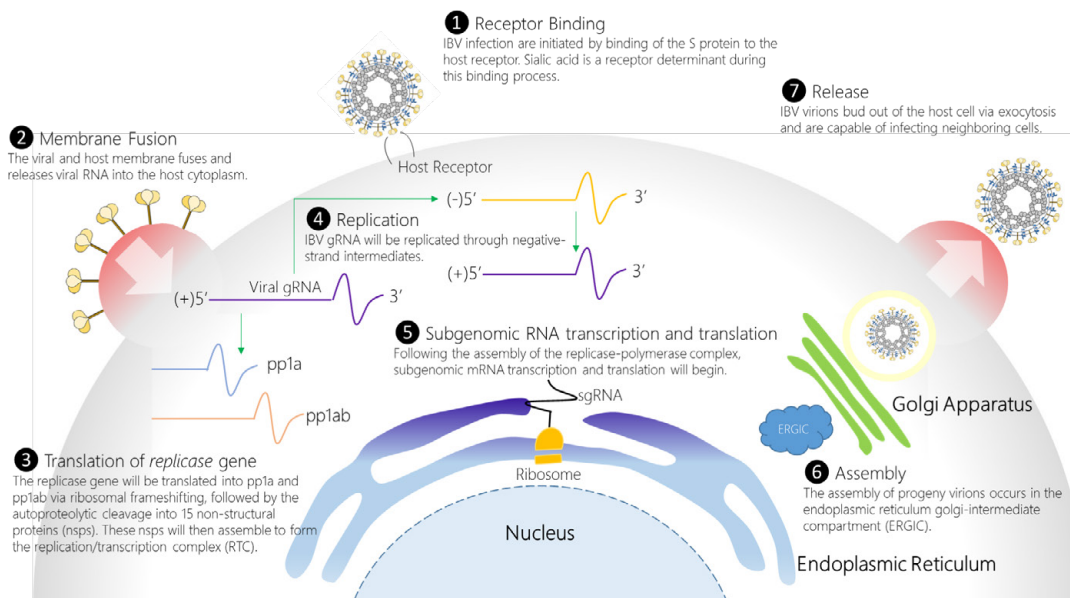 1 Receptor Binding
IBV infection are initiated by binding of the S protein to the
host receptor. Sialic acid is a receptor determinant during
this binding process.
7 Release
IBV virions bud out of the host cell via exocytosis
and are capable of infecting neighboring cells.
2 Membrane Fusion
The viral and host membrane fuses and
releases viral RNA into the host cytoplasm.
Host Receptor
(-)5’ 3’
4 Replication
IBV gRNA will be replicated through negative-
strand intermediates.
(+)5’ 3’
Viral gRNA
(+)5’ 3’
5 Subgenomic RNA transcription and translation
Following the assembly of the replicase-polymerase complex,
subgenomic mRNA transcription and translation will begin.
pp1a
sgRNA
pp1ab
Golgi Apparatus
ERGIC
3 Translation of replicase gene
The replicase gene will be translated into pp1a and
pp1ab via ribosomal frameshifting, followed by the
autoproteolytic cleavage into 15 non-structural
proteins (nsps). These nsps will then assemble to form
the replication/transcription complex (RTC).
Ribosome
6 Assembly
The assembly of progeny virions occurs in the
endoplasmic reticulum golgi-intermediate
compartment (ERGIC).
Nucleus
Endoplasmic Reticulum